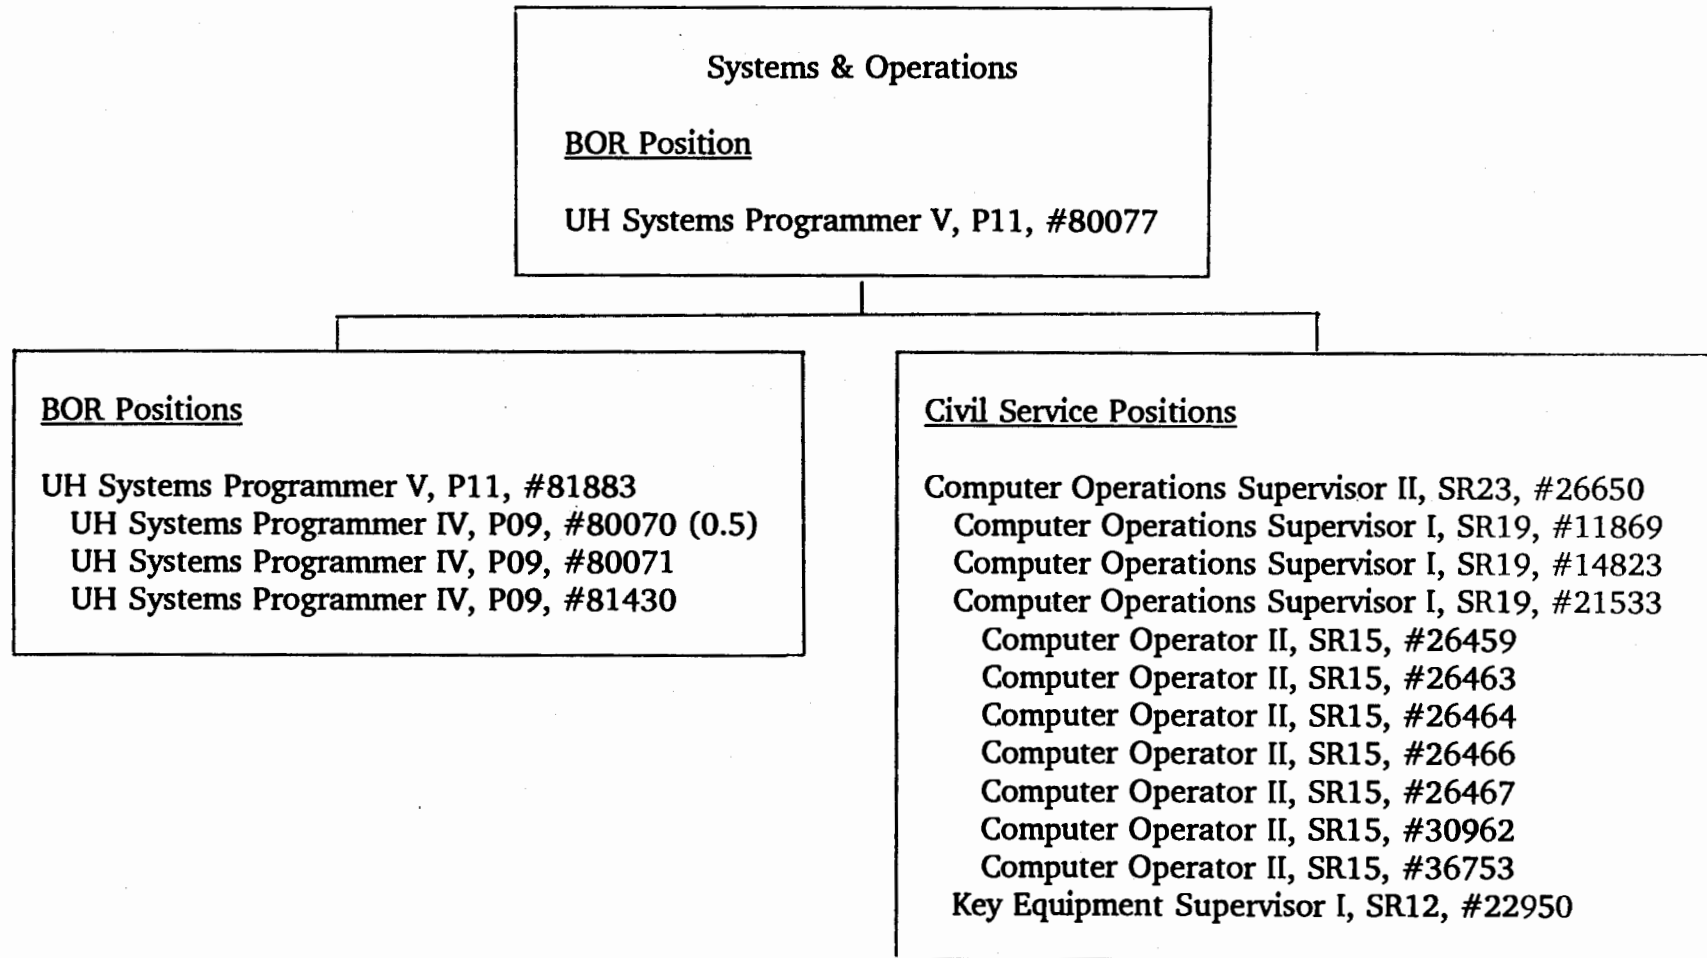 Systems & Operations
BOR Position
UH Systems Programmer V, P11, #80077
BOR Positions
UH Systems Programmer V, P11, #81883
UH Systems Programmer IV, P09, #80070 (0.5)
UH Systems Programmer IV, P09, #80071
UH Systems Programmer IV, P09, #81430
Civil Service Positions
Computer Operations Supervisor II, SR23, #26650
Computer Operations Supervisor I, SR19, #11869
Computer Operations Supervisor I, SR19, #14823
Computer Operations Supervisor I, SR19, #21533
Computer Operator II, SR15, #26459
Computer Operator II, SR15, #26463
Computer Operator II, SR15, #26464
Computer Operator II, SR15, #26466
Computer Operator II, SR15, #26467
Computer Operator II, SR15, #30962
Computer Operator II, SR15, #36753
Key Equipment Supervisor I, SR12, #22950